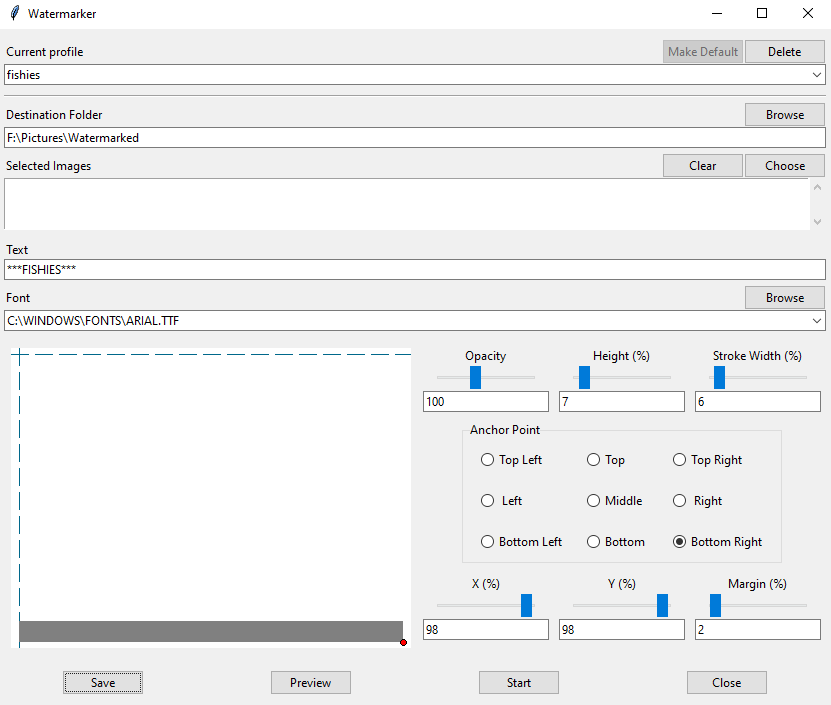 Watermarker
Current profile
Make Default
Delete
fishies
Destination Folder
Browse
F:\Pictures\Watermarked
Selected Images
Clear
Choose
Text
***FISHIES***
Font
Browse
C:\WINDOWS\FONTS\ARIAL.TTF
Opacity
Height (%)
Stroke Width (%)
100
7
6
Anchor Point
Top Left
Top
Top Right
Left
Middle
Right
Bottom Left
Bottom
Bottom Right
X (%)
Y (%)
Margin (%)
98
98
2
Save
Preview
Start
Close